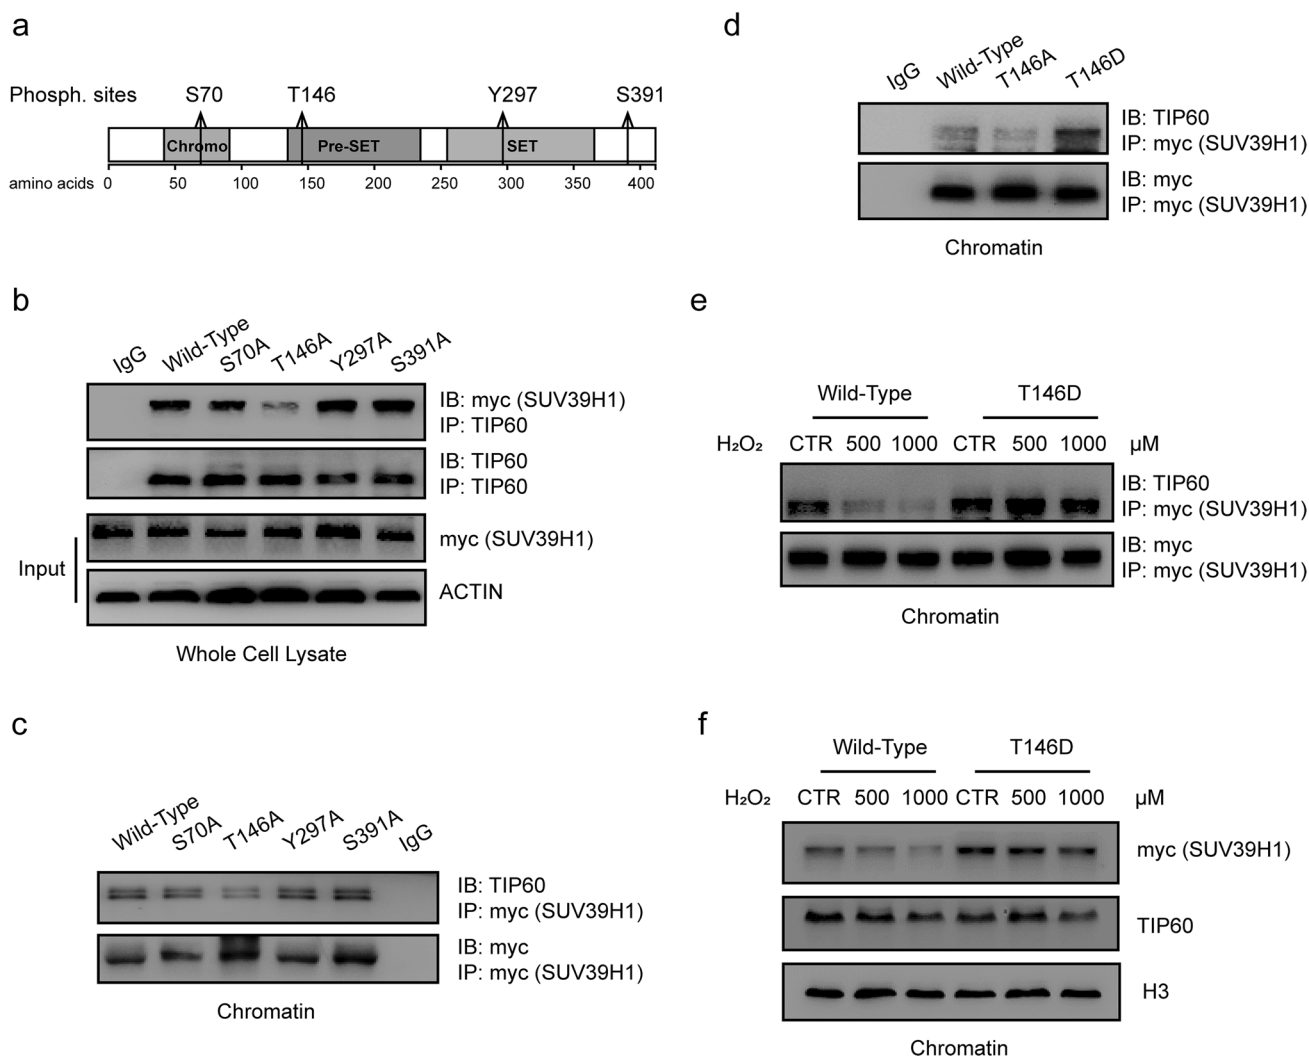 a
Phosph. sites S70 T146 Y297 S391
Chromo Pre-SET SET
amino acids 0 50 100 150 200 250 300 350 400
b
IgG Wild-Type S70A T146A Y297A S391A
IB: myc (SUV39H1)
IP: TIP60
IB: TIP60
IP: TIP60
Input
myc (SUV39H1)
ACTIN
Whole Cell Lysate
c
Wild-Type S70A T146A Y297A S391A IgG
IB: TIP60
IP: myc (SUV39H1)
IB: myc
IP: myc (SUV39H1)
Chromatin
d
IgG Wild-Type T146A T146D
IB: TIP60
IP: myc (SUV39H1)
IB: myc
IP: myc (SUV39H1)
Chromatin
e
Wild-Type T146D
H₂O₂ CTR 500 1000 CTR 500 1000 µM
IB: TIP60
IP: myc (SUV39H1)
IB: myc
IP: myc (SUV39H1)
Chromatin
f
Wild-Type T146D
H₂O₂ CTR 500 1000 CTR 500 1000 µM
myc (SUV39H1)
TIP60
H3
Chromatin